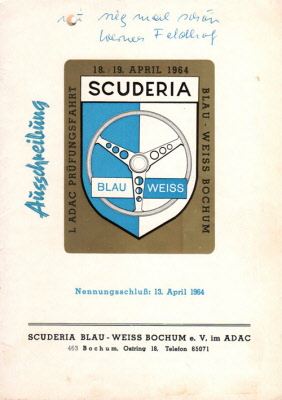 mal
Werner
18. - 19. APRIL 1964
SCUDERIA
Ausschreibung
1. ADAC PRÜFUNGSFAHRT
BLAU - WEISS BOCHUM
BLAU WEISS
Nennungsschluß: 13. April 1964
SCUDERIA BLAU - WEISS BOCHUM e. V. im ADAC
463 Bochum, Ostring 18, Telefon 65071